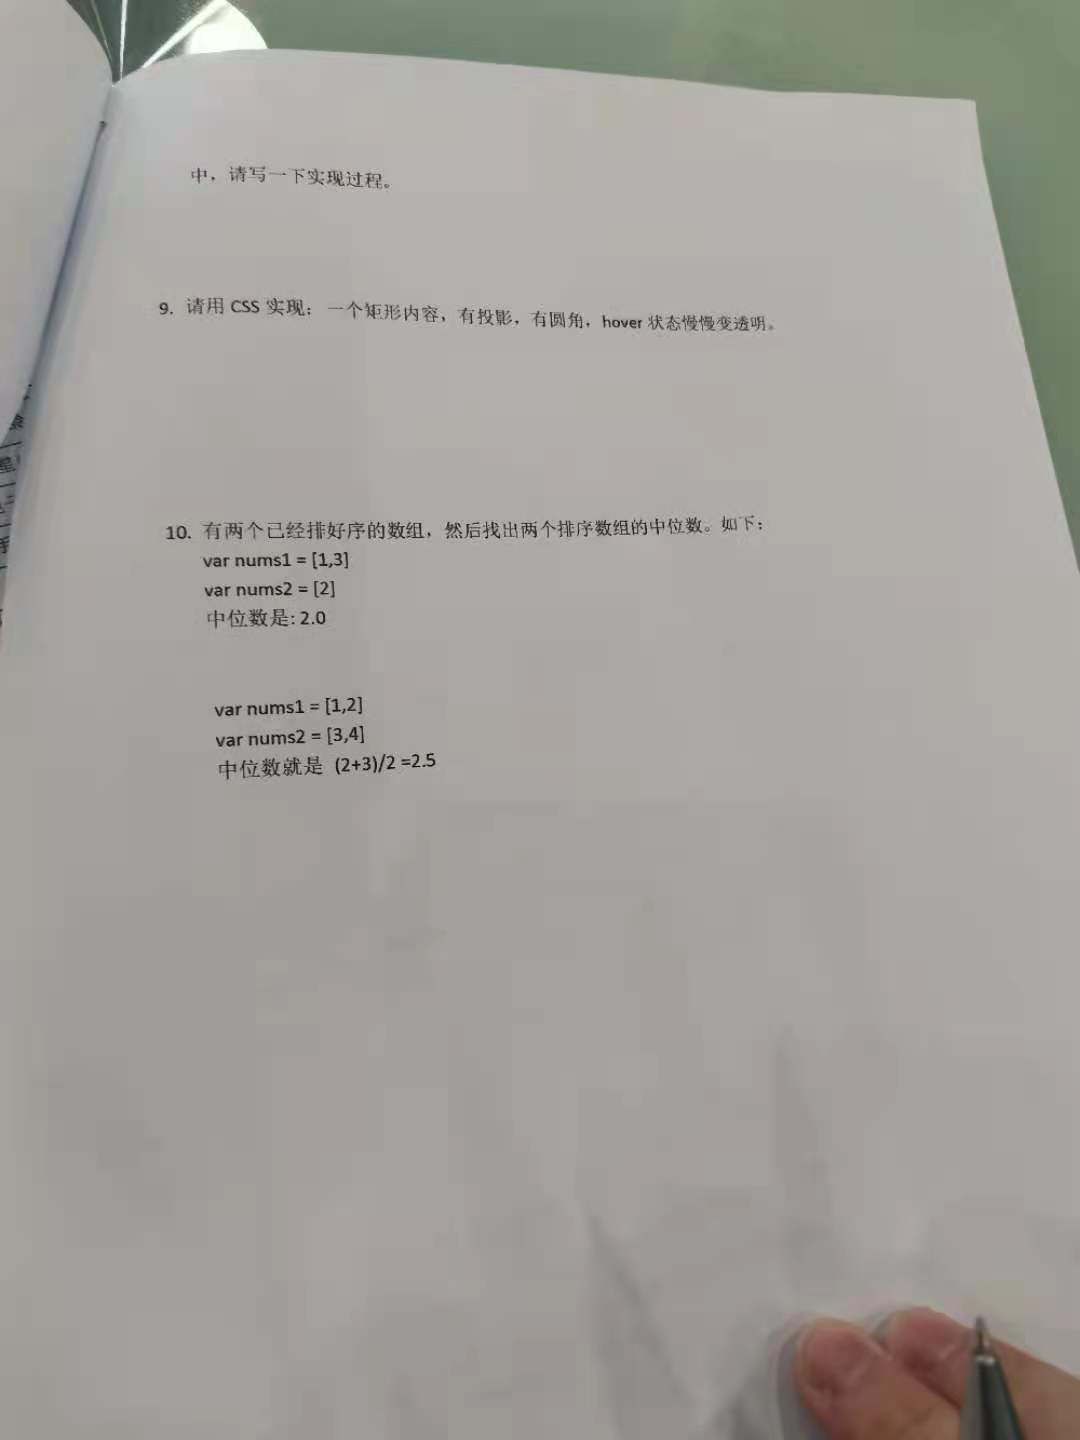 中，请写一下实现过程。
9. 请用 CSS 实现：一个矩形内容，有投影，有圆角，hover 状态慢慢变透明。
10. 有两个已经排好序的数组，然后找出两个排序数组的中位数。如下：
var nums1 = [1,3]
var nums2 = [2]
中位数是: 2.0
var nums1 = [1,2]
var nums2 = [3,4]
中位数就是 (2+3)/2 =2.5